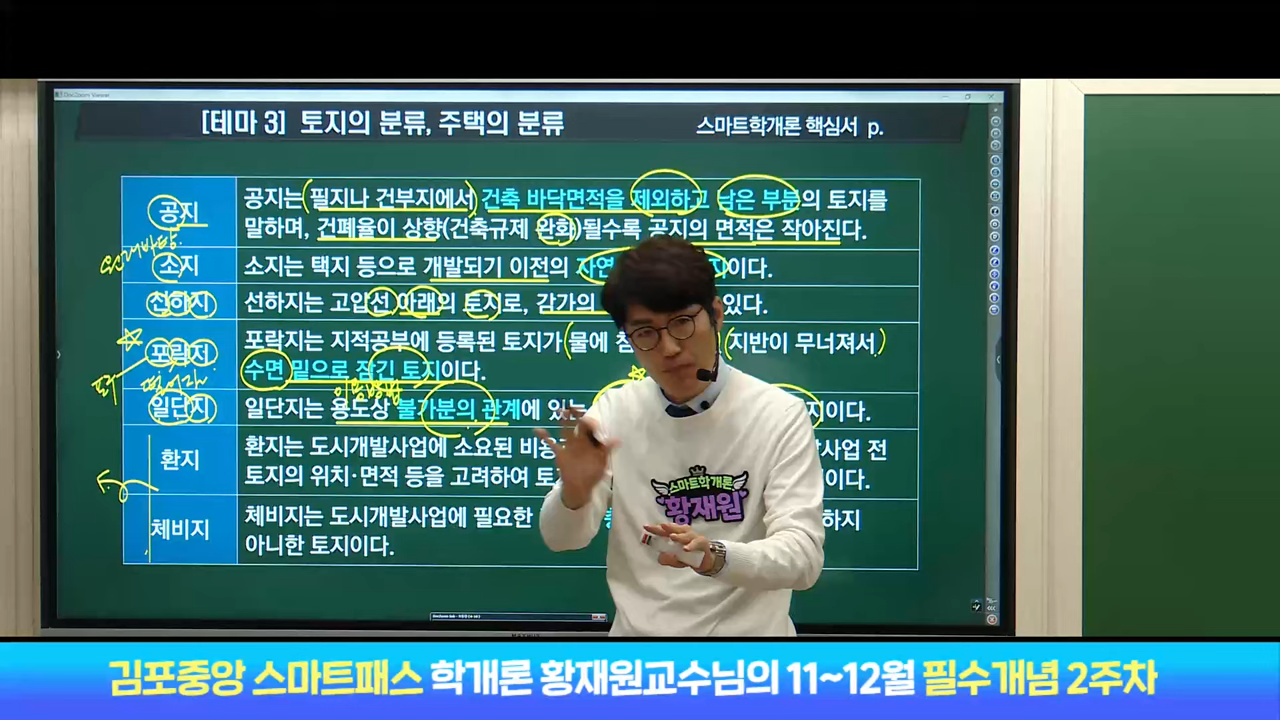 [테마 3] 토지의 분류, 주택의 분류
스마트학개론 핵심서 p.
공지
공지는 필지나 건부지에서 건축 바닥면적을 제외하고 남은 부분의 토지를
말하며, 건폐율이 상향(건축규제 완화)될수록 공지의 면적은 작아진다.
소지
소지는 택지 등으로 개발되기 이전의 자연 지이다.
선하지
선하지는 고압선 아래의 토지로, 감가의 있다.
포락지
포락지는 지적공부에 등록된 토지가 물에 침 지반이 무너져서
수면 밑으로 잠긴 토지이다.
이용방법
일단지
일단지는 용도상 불가분의 관계에 있는 지이다.
환지
환지는 도시개발사업에 소요된 비용 사업 전
토지의 위치·면적 등을 고려하여 이다.
체비지
체비지는 도시개발사업에 필요한 하지
아니한 토지이다.
스마트학개론
황재원
김포중앙 스마트패스 학개론 황재원교수님의 11~12월 필수개념 2주차